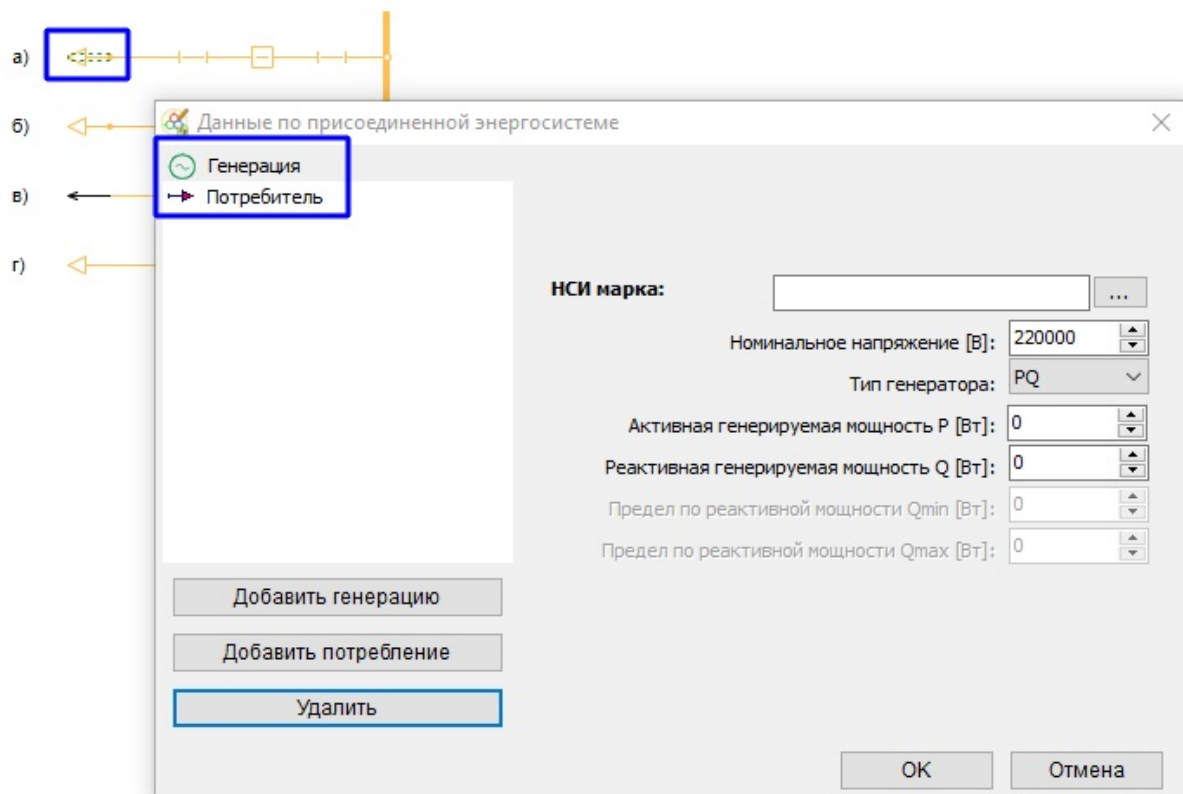 а)
б)
в)
г)
Данные по присоединенной энергосистеме
Генерация
Потребитель
НСИ марка:
...
Номинальное напряжение [В]: 220000
Тип генератора: PQ
Активная генерируемая мощность P [Вт]: 0
Реактивная генерируемая мощность Q [Вт]: 0
Предел по реактивной мощности Qmin [Вт]: 0
Предел по реактивной мощности Qmax [Вт]: 0
Добавить генерацию
Добавить потребление
Удалить
OK
Отмена